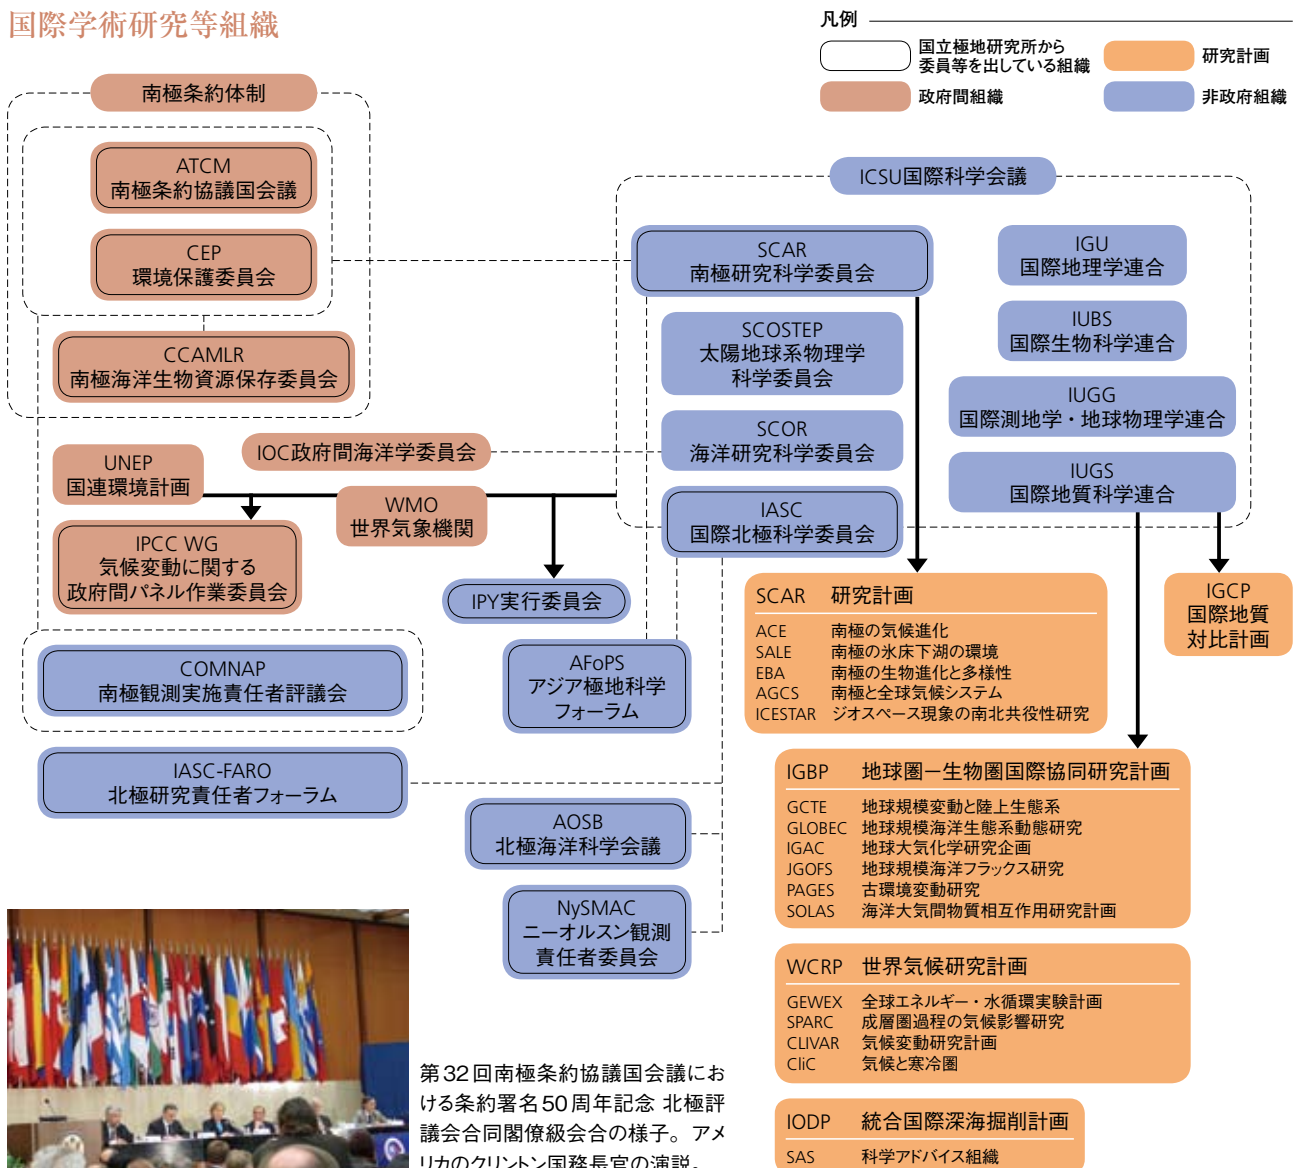 国際学術研究等組織
凡例
国立極地研究所から
委員等を出している組織
研究計画
政府間組織
非政府組織
南極条約体制
ATCM
南極条約協議国会議
CEP
環境保護委員会
CCAMLR
南極海洋生物資源保存委員会
ICSU国際科学会議
SCAR
南極研究科学委員会
SCOSTEP
太陽地球系物理学
科学委員会
SCOR
海洋研究科学委員会
IASC
国際北極科学委員会
IGU
国際地理学連合
IUBS
国際生物科学連合
IUGG
国際測地学・地球物理学連合
IUGS
国際地質科学連合
IOC政府間海洋学委員会
UNEP
国連環境計画
WMO
世界気象機関
IPCC WG
気候変動に関する
政府間パネル作業委員会
IPY実行委員会
COMNAP
南極観測実施責任者評議会
AFoPS
アジア極地科学
フォーラム
IASC-FARO
北極研究責任者フォーラム
AOSB
北極海洋科学会議
NySMAC
ニーオルスン観測
責任者委員会
SCAR 研究計画
ACE 南極の気候進化
SALE 南極の氷床下湖の環境
EBA 南極の生物進化と多様性
AGCS 南極と全球気候システム
ICESTAR ジオスペース現象の南北共役性研究
IGCP
国際地質
対比計画
IGBP 地球圏－生物圏国際協同研究計画
GCTE 地球規模変動と陸上生態系
GLOBEC 地球規模海洋生態系動態研究
IGAC 地球大気化学研究企画
JGOFS 地球規模海洋フラックス研究
PAGES 古環境変動研究
SOLAS 海洋大気間物質相互作用研究計画
WCRP 世界気候研究計画
GEWEX 全球エネルギー・水循環実験計画
SPARC 成層圏過程の気候影響研究
CLIVAR 気候変動研究計画
CliC 気候と寒冷圏
IODP 統合国際深海掘削計画
SAS 科学アドバイス組織
第32回南極条約協議国会議にお
ける条約署名50周年記念 北極評
議会合同閣僚級会合の様子。アメ
リカのクリントン国務長官の演説。